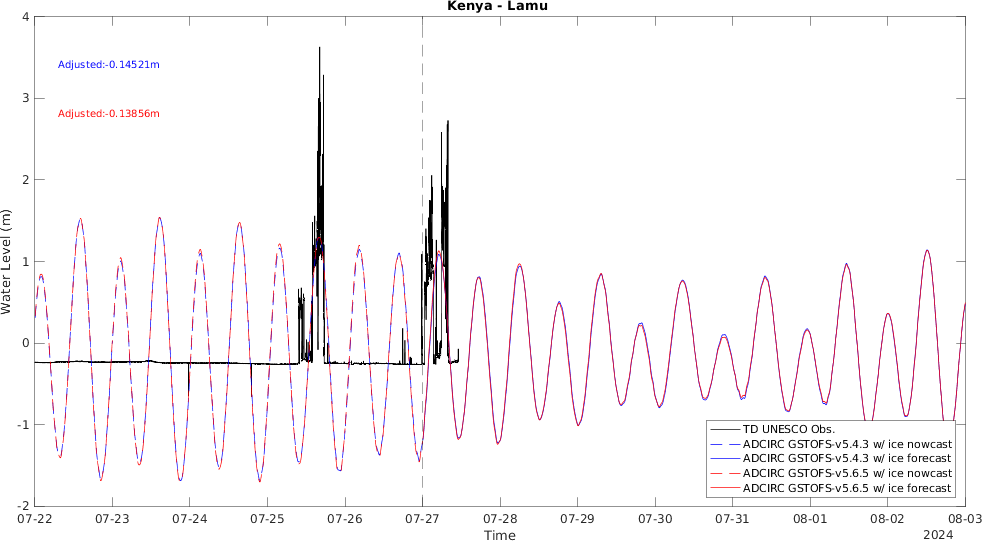 Kenya - Lamu
Adjusted:-0.14521m
Adjusted:-0.13856m
Water Level (m)
4
3
2
1
0
-1
-2
TD UNESCO Obs.
ADCIRC GSTOFS-v5.4.3 w/ ice nowcast
ADCIRC GSTOFS-v5.4.3 w/ ice forecast
ADCIRC GSTOFS-v5.6.5 w/ ice nowcast
ADCIRC GSTOFS-v5.6.5 w/ ice forecast
07-22 07-23 07-24 07-25 07-26 07-27 07-28 07-29 07-30 07-31 08-01 08-02 08-03
Time
2024